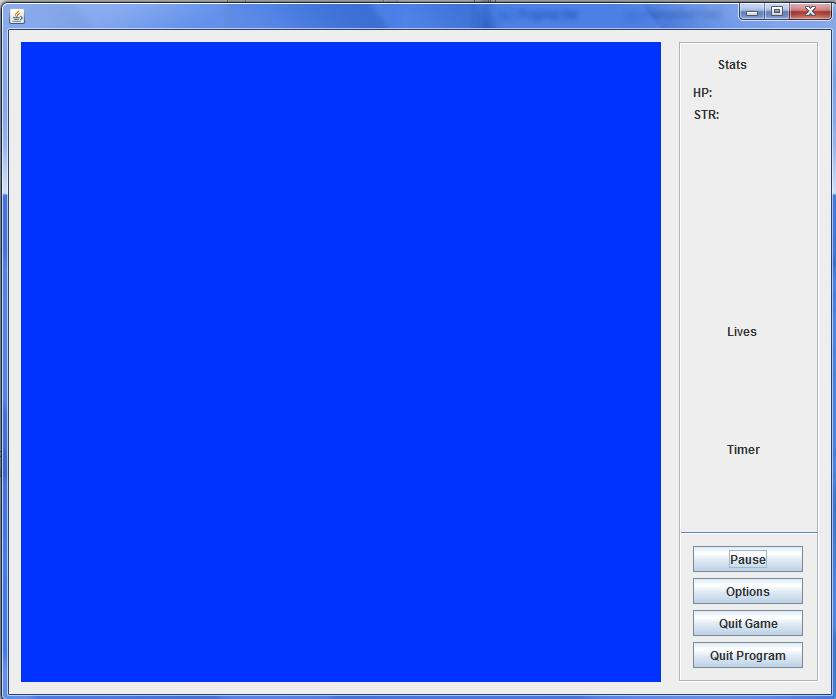 Stats
HP:
STR:
Lives
Timer
Pause
Options
Quit Game
Quit Program